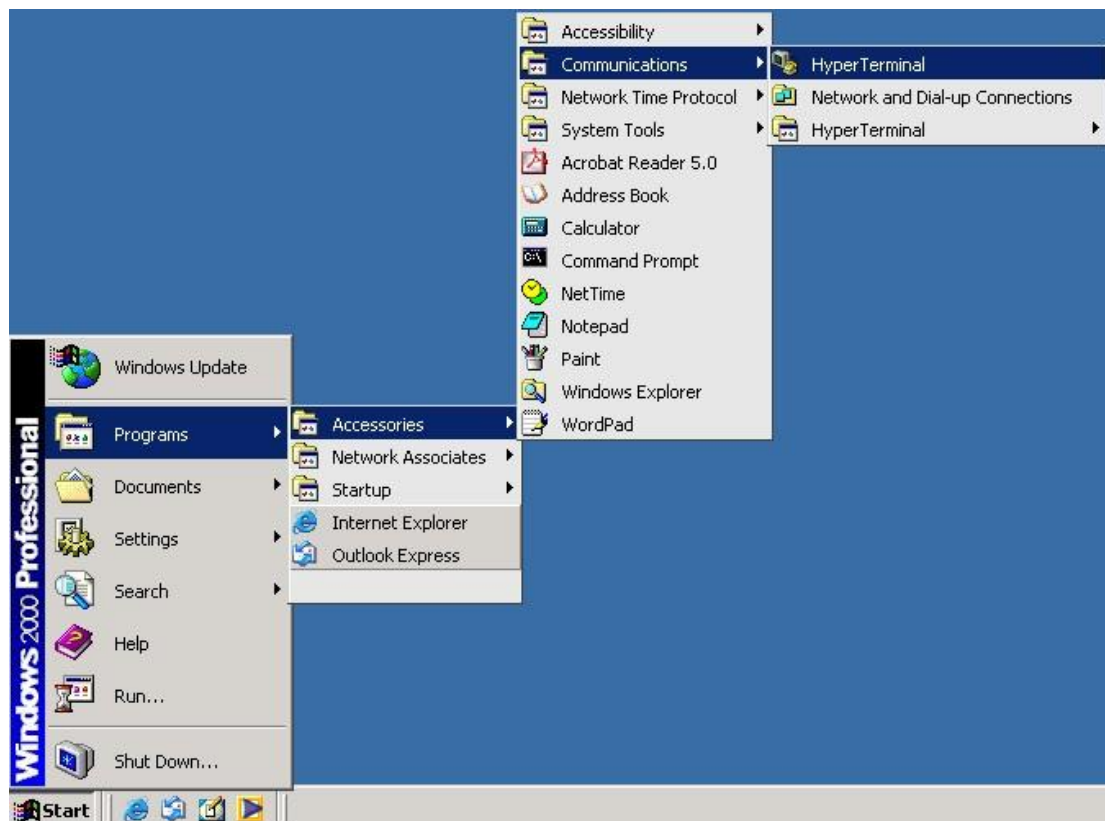 Windows Update
Programs
Documents
Settings
Search
Help
Run...
Shut Down...
Windows 2000 Professional
Start
Accessories
Network Associates
Startup
Internet Explorer
Outlook Express
Accessibility
Communications
Network Time Protocol
System Tools
Acrobat Reader 5.0
Address Book
Calculator
Command Prompt
NetTime
Notepad
Paint
Windows Explorer
WordPad
HyperTerminal
Network and Dial-up Connections
HyperTerminal